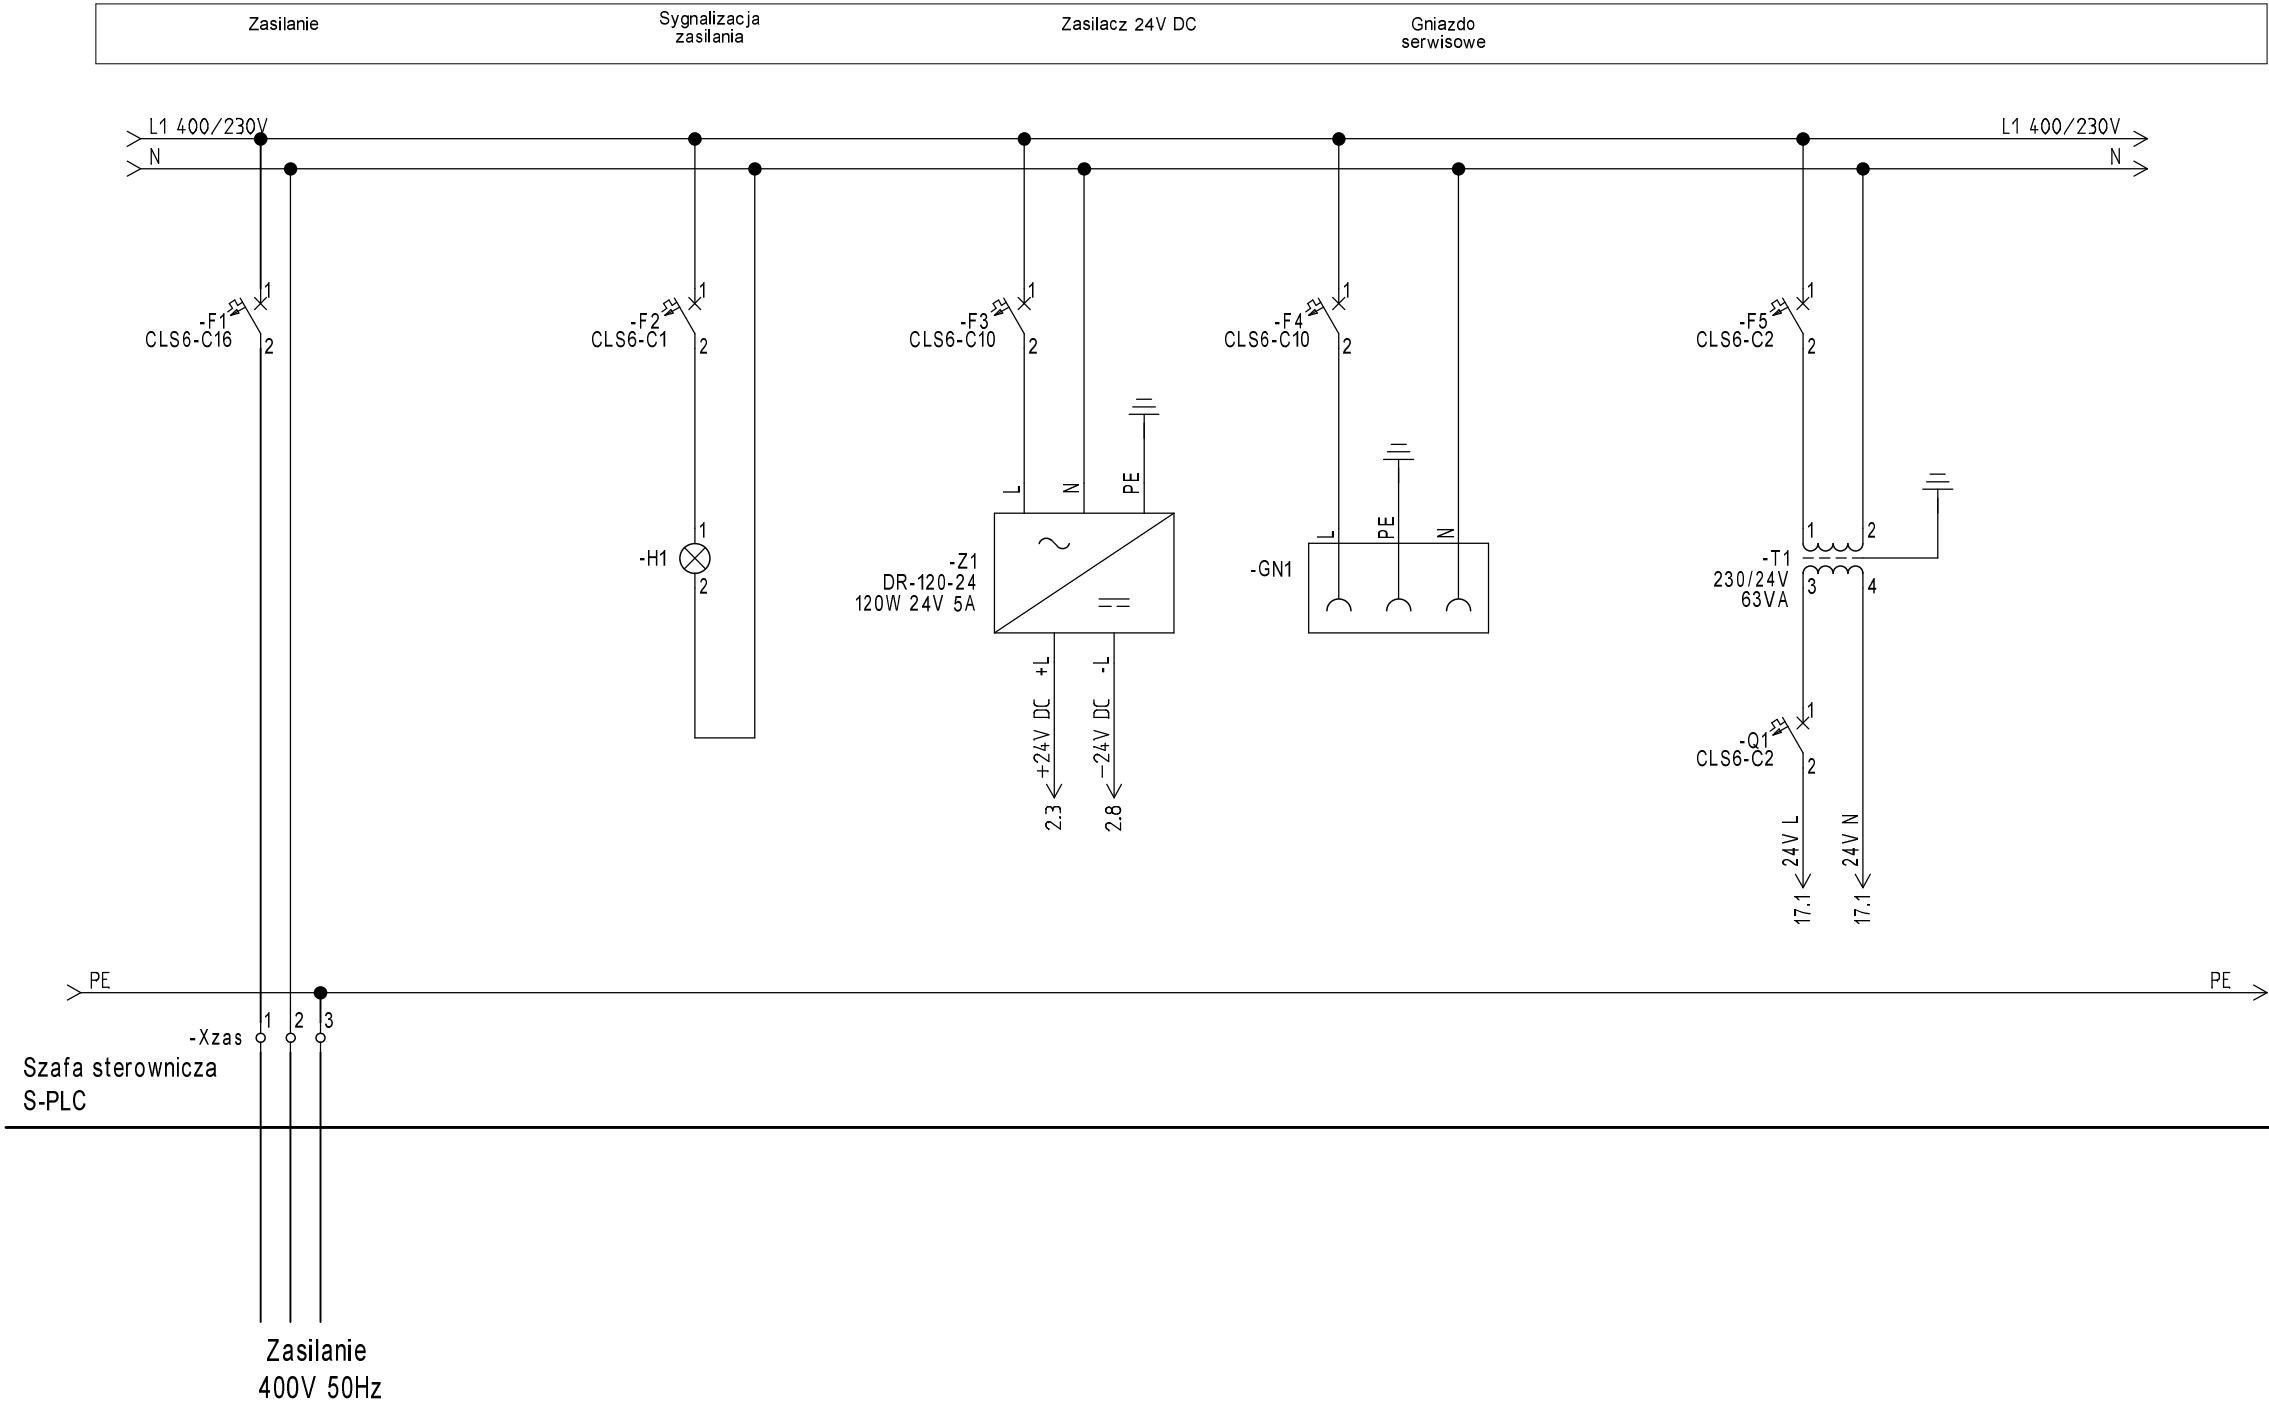 Zasilanie
Sygnalizacja
zasilania
Zasilacz 24V DC
Gniazdo
serwisowe
L1 400/230V
L1 400/230V
N
N
1
-F1
CLS6-C16
2
1
-F2
CLS6-C1
2
1
-F3
CLS6-C10
2
1
-F4
CLS6-C10
2
1
-F5
CLS6-C2
2
1
-H1
2
L
N
PE
-Z1
DR-120-24
120W 24V 5A
+24V DC +L
-24V DC -L
2.3
2.8
L
PE
N
-GN1
1
2
-T1
230/24V
63VA
3
4
1
-Q1
CLS6-C2
2
24V L
24V N
17.1
17.1
PE
PE
1
2
3
-Xzas
Szafa sterownicza
S-PLC
Zasilanie
400V 50Hz